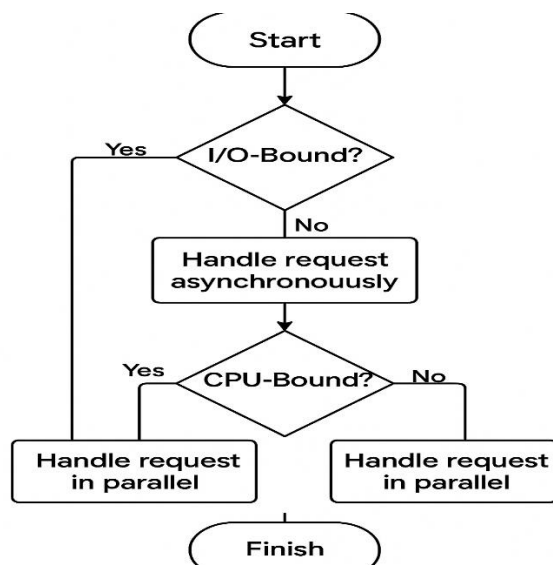 Start
I/O-Bound?
Yes
No
Handle request
asynchronouusly
CPU-Bound?
Yes
No
Handle request
in parallel
Handle request
in parallel
Finish